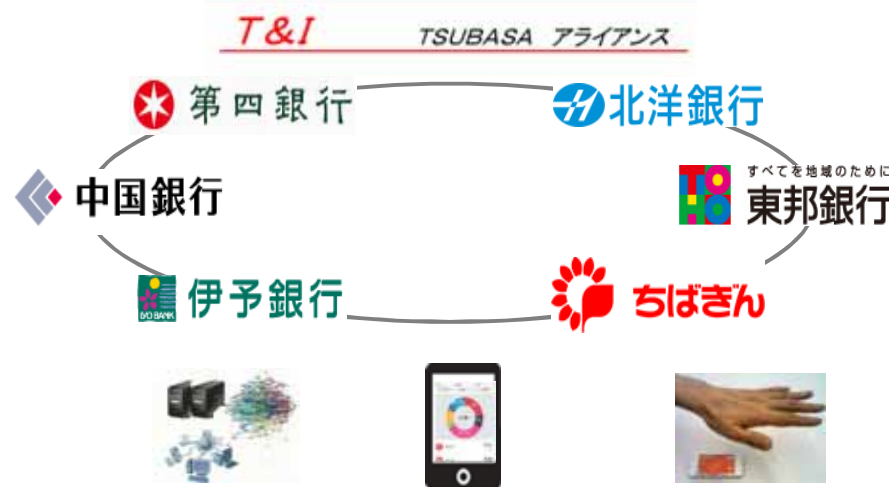 T&I TSUBASA アライアンス
第四銀行
北洋銀行
中国銀行
すべてを地域のために
TOHO 東邦銀行
IYO BANK 伊予銀行
ちばぎん